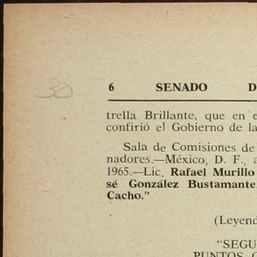 6 SENADO D
trella Brillante, que en e
confirió el Gobierno de la
Sala de Comisiones de
nadores.—México, D. F., a
1965.—Lic. Rafael Murillo
sé González Bustamante
Cacho."
(Leyend
"SEGU
PUNTOS C